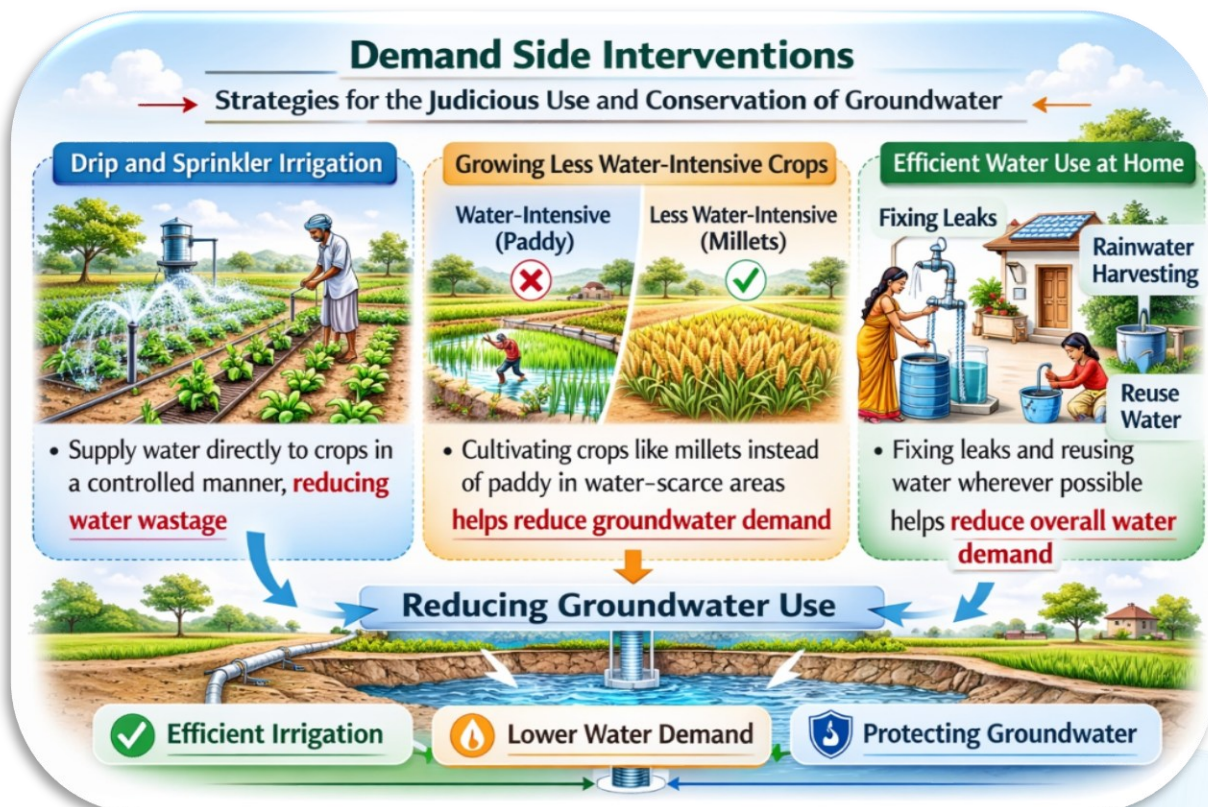 Demand Side Interventions
Strategies for the Judicious Use and Conservation of Groundwater
Drip and Sprinkler Irrigation
• Supply water directly to crops in
a controlled manner, reducing
water wastage
Growing Less Water-Intensive Crops
Water-Intensive
(Paddy)
Less Water-Intensive
(Millets)
• Cultivating crops like millets instead
of paddy in water-scarce areas
helps reduce groundwater demand
Efficient Water Use at Home
Fixing Leaks
Rainwater
Harvesting
Reuse
Water
• Fixing leaks and reusing
water wherever possible
helps reduce overall water
demand
Reducing Groundwater Use
Efficient Irrigation
Lower Water Demand
Protecting Groundwater